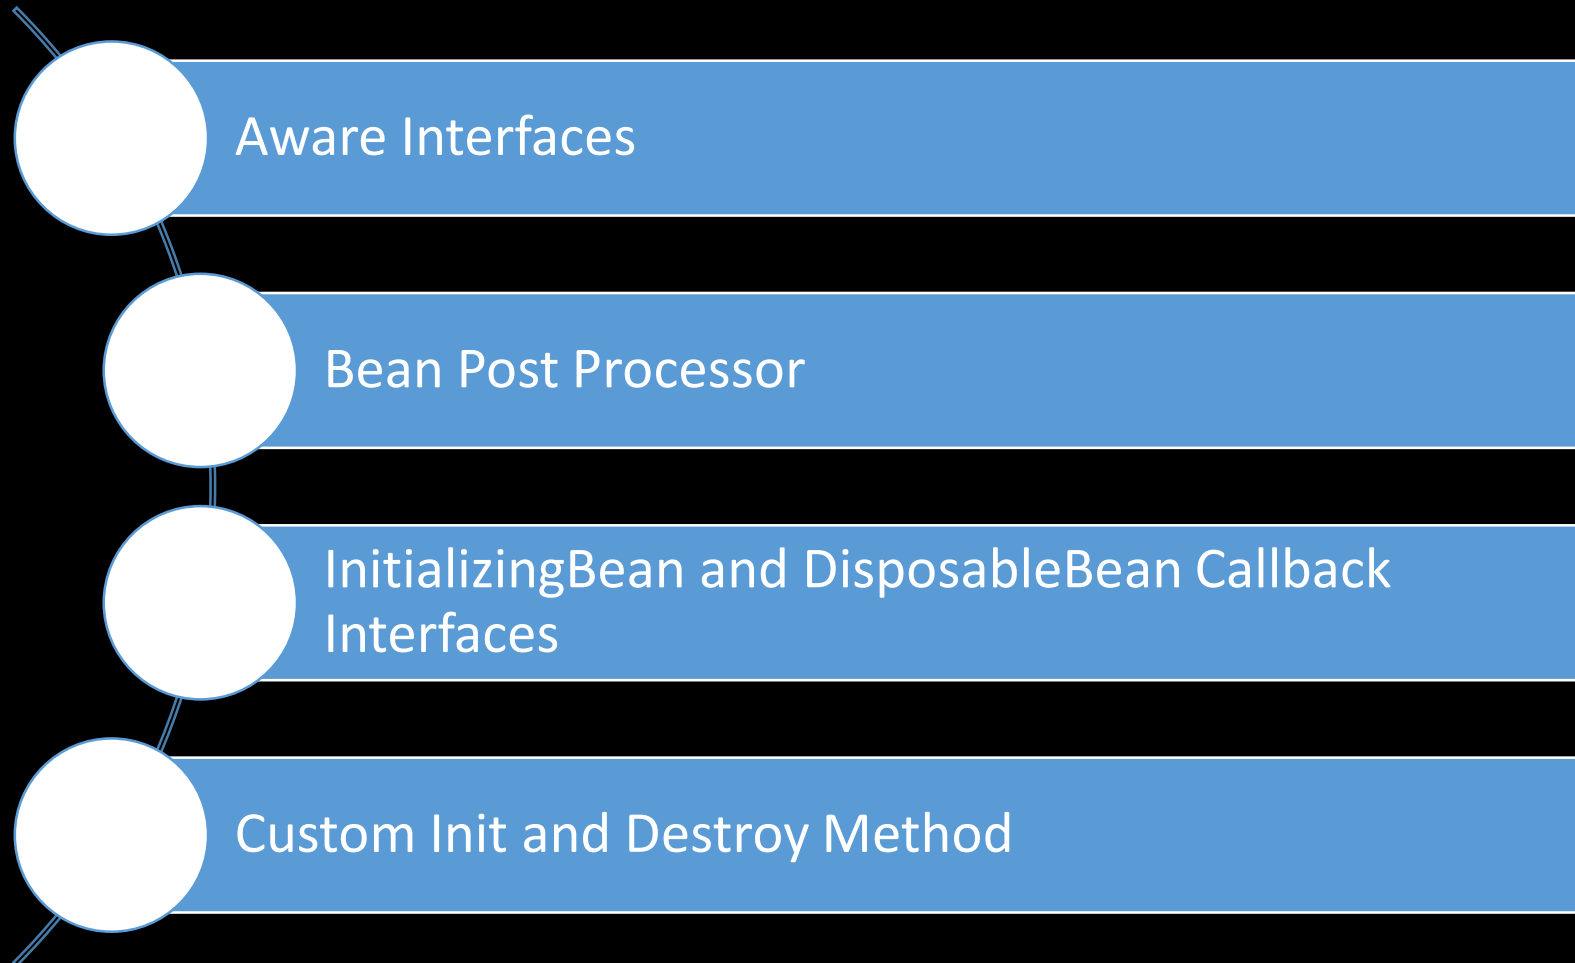 Aware Interfaces
Bean Post Processor
InitializingBean and DisposableBean Callback
Interfaces
Custom Init and Destroy Method